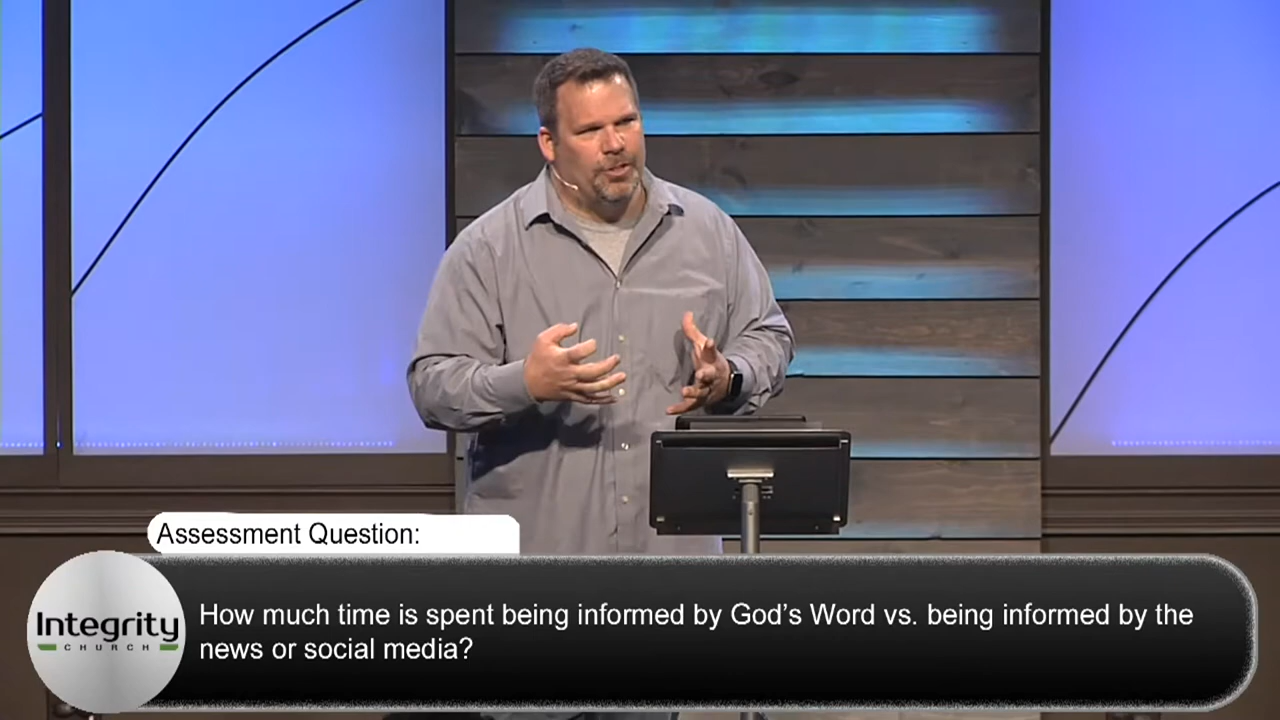 Assessment Question:
Integrity
CHURCH
How much time is spent being informed by God's Word vs. being informed by the
news or social media?